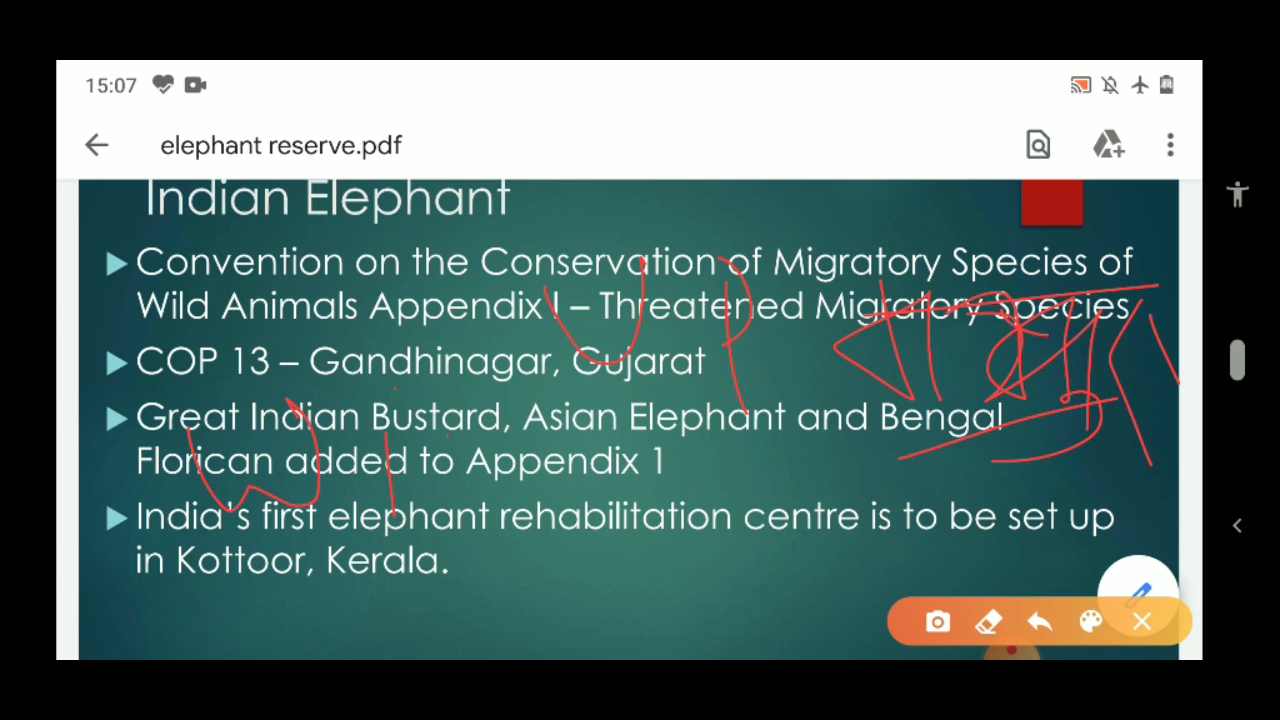 15:07
elephant reserve.pdf
Indian Elephant
Convention on the Conservation of Migratory Species of
Wild Animals Appendix I – Threatened Migratory Species
COP 13 – Gandhinagar, Gujarat
Great Indian Bustard, Asian Elephant and Bengal
Florican added to Appendix 1
India's first elephant rehabilitation centre is to be set up
in Kottoor, Kerala.